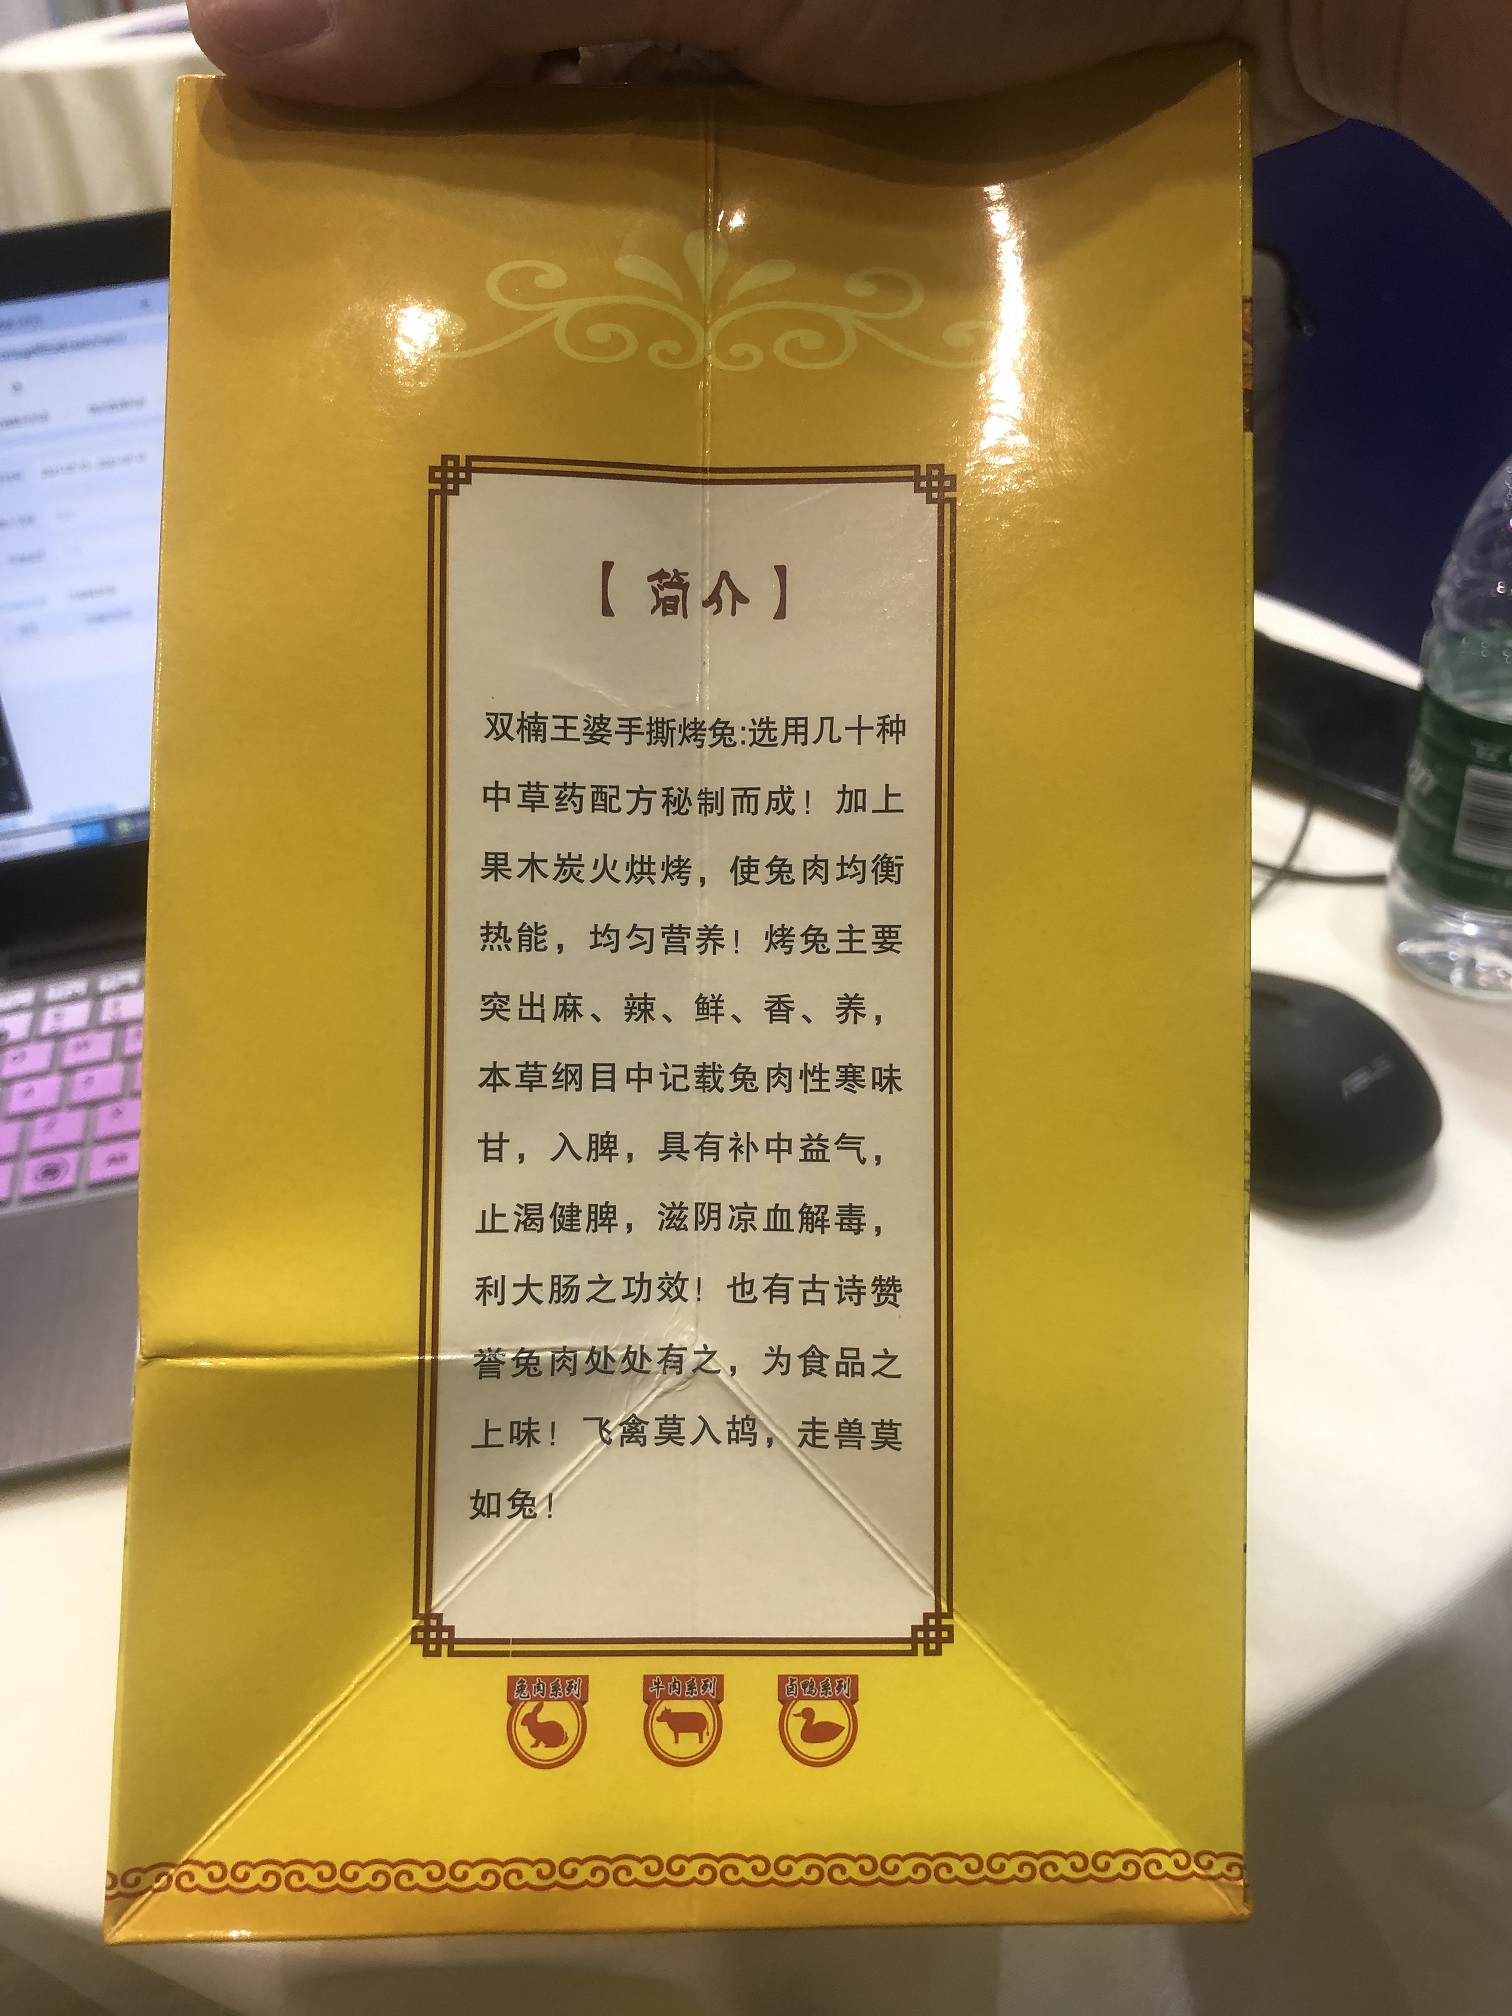 【简介】
双楠王婆手撕烤兔:选用几十种
中草药配方秘制而成！加上
果木炭火烘烤，使兔肉均衡
热能，均匀营养！烤兔主要
突出麻、辣、鲜、香、养，
本草纲目中记载兔肉性寒味
甘，入脾，具有补中益气，
止渴健脾，滋阴凉血解毒，
利大肠之功效！也有古诗赞
誉兔肉处处有之，为食品之
上味！飞禽莫入鸪，走兽莫
如兔！
兔肉系列
牛肉系列
卤鸭系列
ASUS